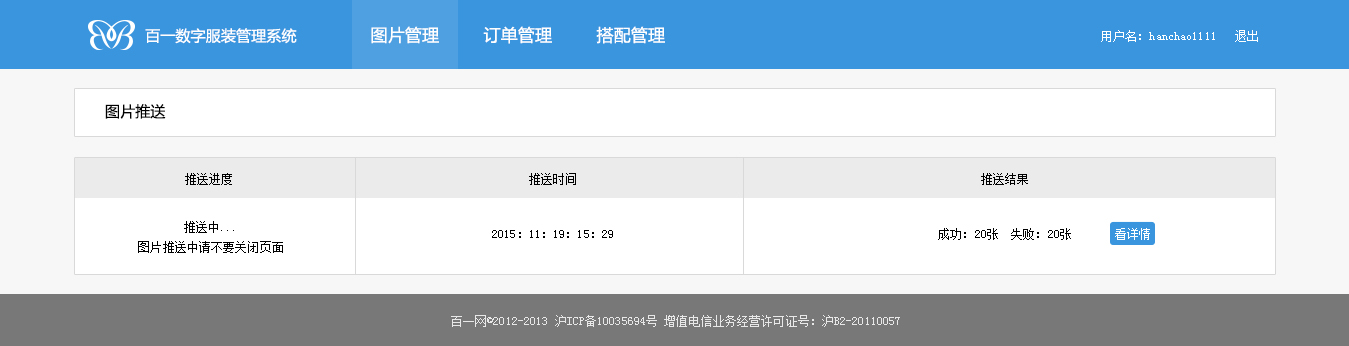 百一数字服装管理系统 图片管理 订单管理 搭配管理 用户名：hanchao1111 退出
图片推送
推送进度 推送时间 推送结果
推送中...
图片推送中请不要关闭页面
2015：11：19：15：29
成功：20张 失败：20张 看详情
百一网©2012-2013 沪ICP备10035694号 增值电信业务经营许可证号：沪B2-20110057